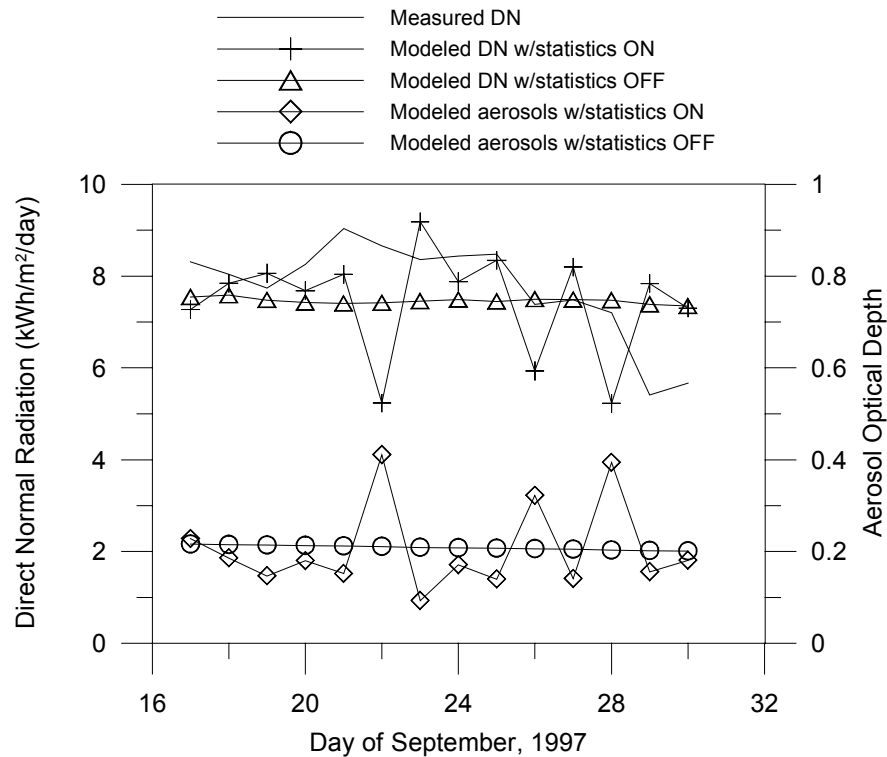 Measured DN
Modeled DN w/statistics ON
Modeled DN w/statistics OFF
Modeled aerosols w/statistics ON
Modeled aerosols w/statistics OFF
Direct Normal Radiation (kWh/m²/day)
10
8
6
4
2
0
1
0.8
0.6
0.4
0.2
0
Aerosol Optical Depth
16 20 24 28 32
Day of September, 1997